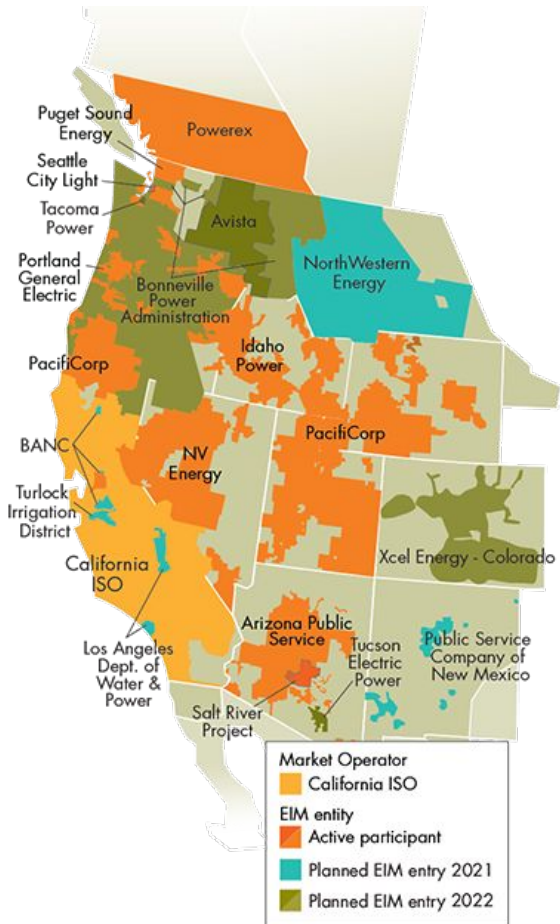 Puget Sound
Energy
Powerex
Seattle
City Light
Tacoma
Power
Avista
Portland
General
Electric
Bonneville
Power
Administration
NorthWestern
Energy
PacifiCorp
Idaho
Power
BANC
NV
Energy
PacifiCorp
Turlock
Irrigation
District
California
ISO
Xcel Energy - Colorado
Los Angeles
Dept. of
Water &
Power
Arizona Public
Service
Tucson
Electric
Power
Public Service
Company of
New Mexico
Salt River
Project
Market Operator
California ISO
EIM entity
Active participant
Planned EIM entry 2021
Planned EIM entry 2022